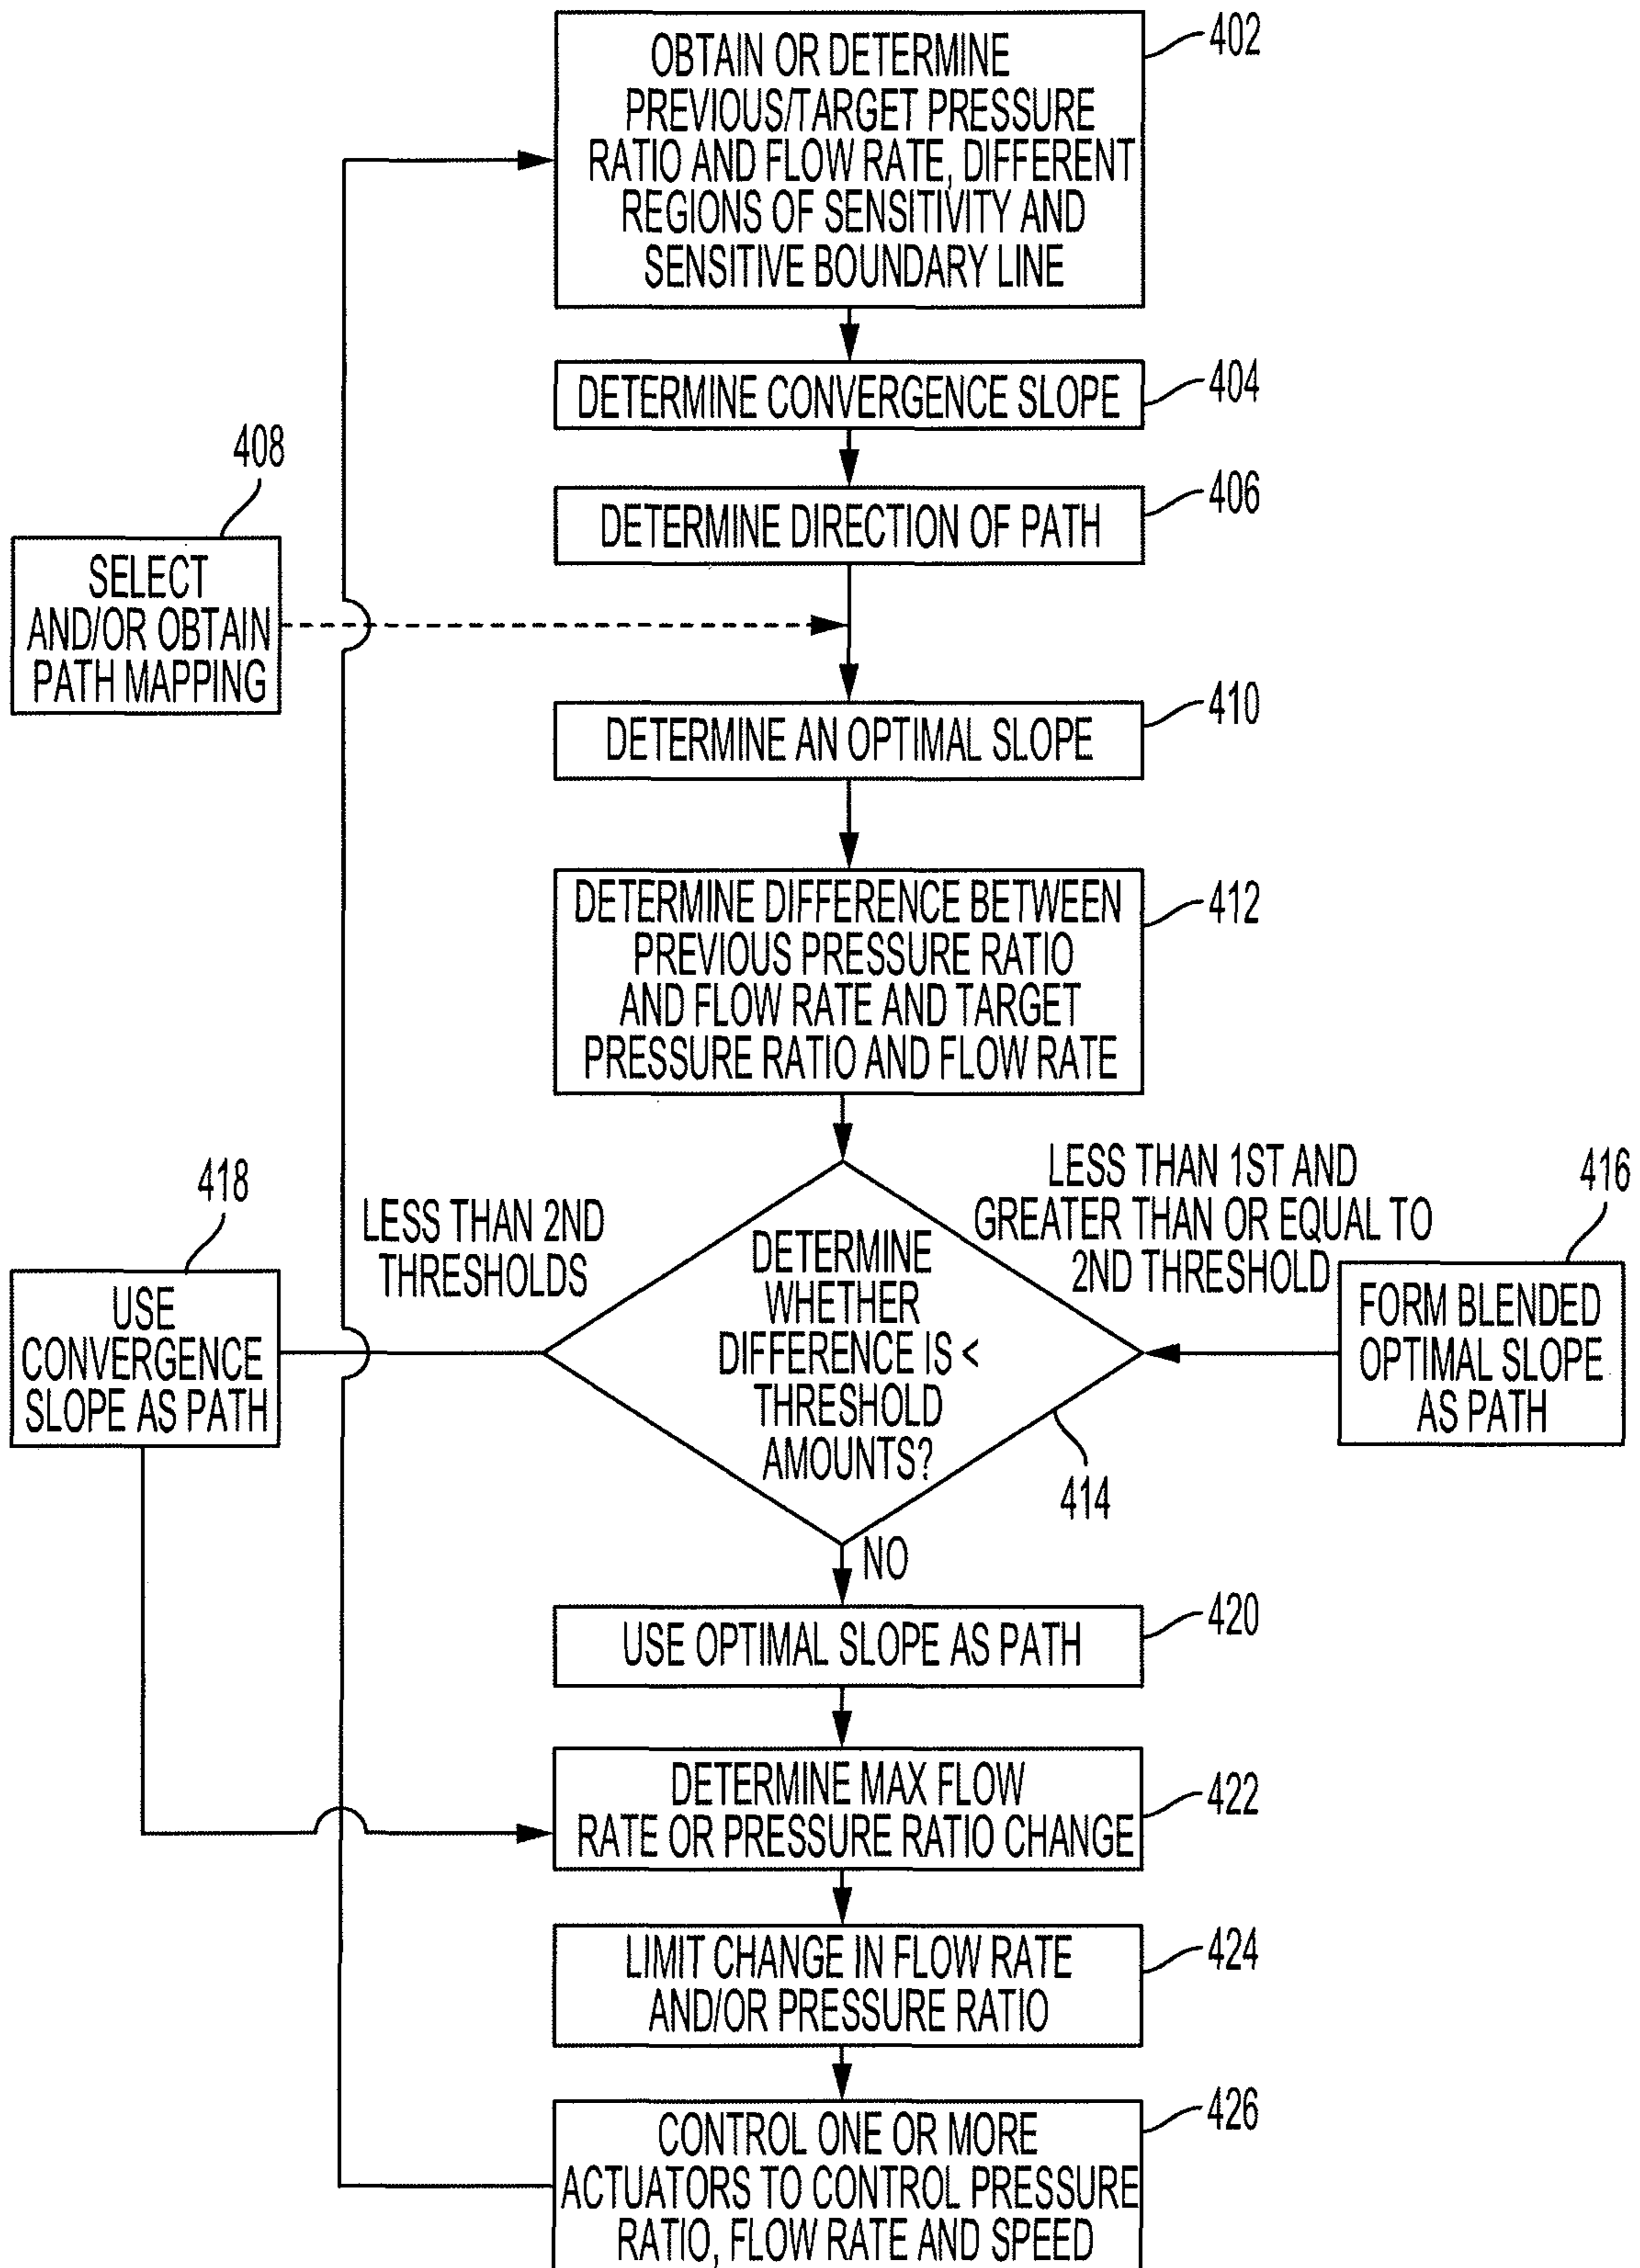 402
OBTAIN OR DETERMINE
PREVIOUS/TARGET PRESSURE
RATIO AND FLOW RATE, DIFFERENT
REGIONS OF SENSITIVITY AND
SENSITIVE BOUNDARY LINE
DETERMINE CONVERGENCE SLOPE
404
DETERMINE DIRECTION OF PATH
406
408
SELECT
AND/OR OBTAIN
PATH MAPPING
DETERMINE AN OPTIMAL SLOPE
410
DETERMINE DIFFERENCE BETWEEN
PREVIOUS PRESSURE RATIO
AND FLOW RATE AND TARGET
PRESSURE RATIO AND FLOW RATE
412
418
USE
CONVERGENCE
SLOPE AS PATH
LESS THAN 2ND
THRESHOLDS
DETERMINE
WHETHER
DIFFERENCE IS <
THRESHOLD
AMOUNTS?
414
LESS THAN 1ST AND
GREATER THAN OR EQUAL TO
2ND THRESHOLD
416
FORM BLENDED
OPTIMAL SLOPE
AS PATH
NO
USE OPTIMAL SLOPE AS PATH
420
DETERMINE MAX FLOW
RATE OR PRESSURE RATIO CHANGE
422
LIMIT CHANGE IN FLOW RATE
AND/OR PRESSURE RATIO
424
CONTROL ONE OR MORE
ACTUATORS TO CONTROL PRESSURE
RATIO, FLOW RATE AND SPEED
426